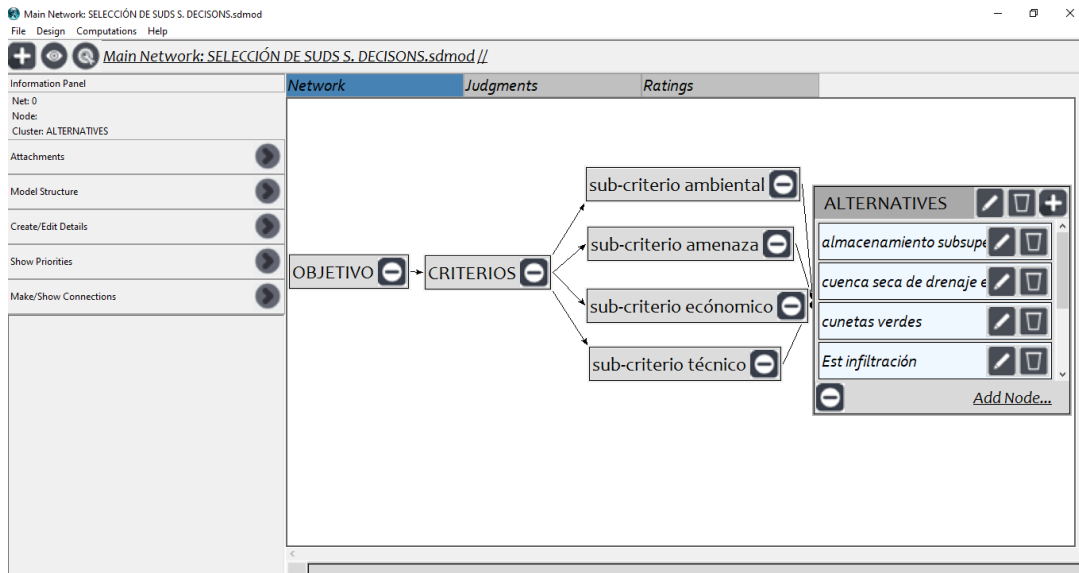 Main Network: SELECCIÓN DE SUDS S. DECISONS.sdmod
File Design Computations Help
Main Network: SELECCIÓN DE SUDS S. DECISONS.sdmod //
Information Panel
Net: 0
Node:
Cluster: ALTERNATIVES
Attachments
Model Structure
Create/Edit Details
Show Priorities
Make/Show Connections
Network Judgments Ratings
OBJETIVO
CRITERIOS
sub-criterio ambiental
sub-criterio amenaza
sub-criterio ecónomico
sub-criterio técnico
ALTERNATIVES
almacenamiento subsupe
cuenca seca de drenaje e
cunetas verdes
Est infiltración
Add Node...